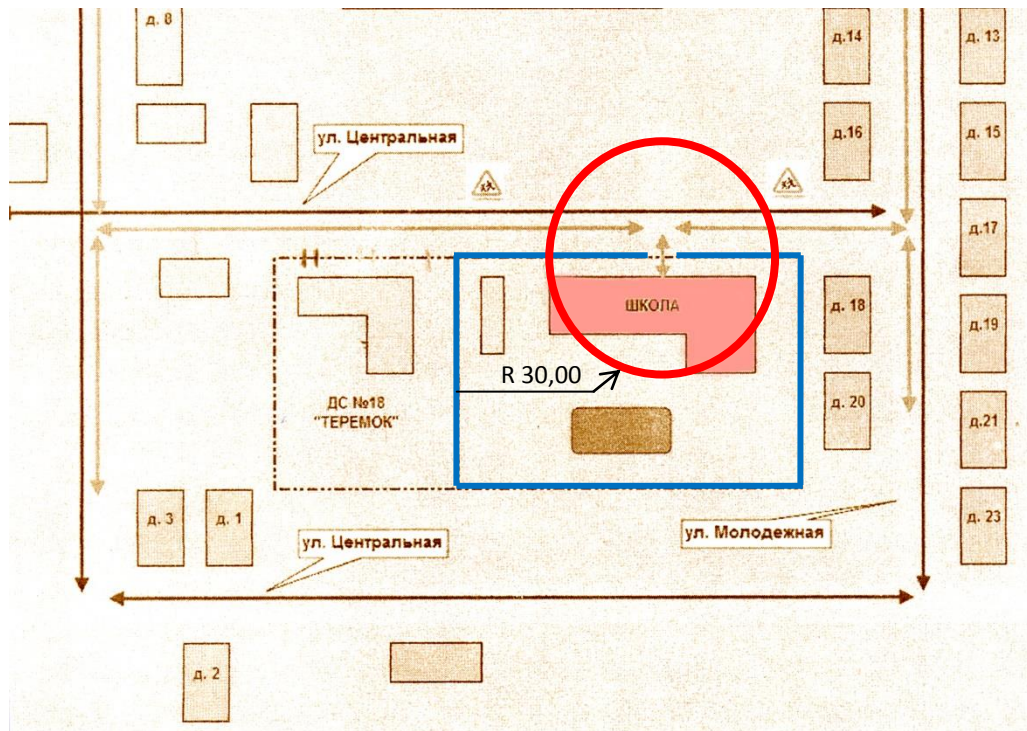 д. 8
д.14
д. 13
ул. Центральная
д.16
д. 15
д.17
ШКОЛА
д. 18
д.19
R 30,00
ДС №18
"ТЕРЕМОК"
д. 20
д.21
д. 3
д. 1
ул. Центральная
ул. Молодежная
д. 23
д. 2